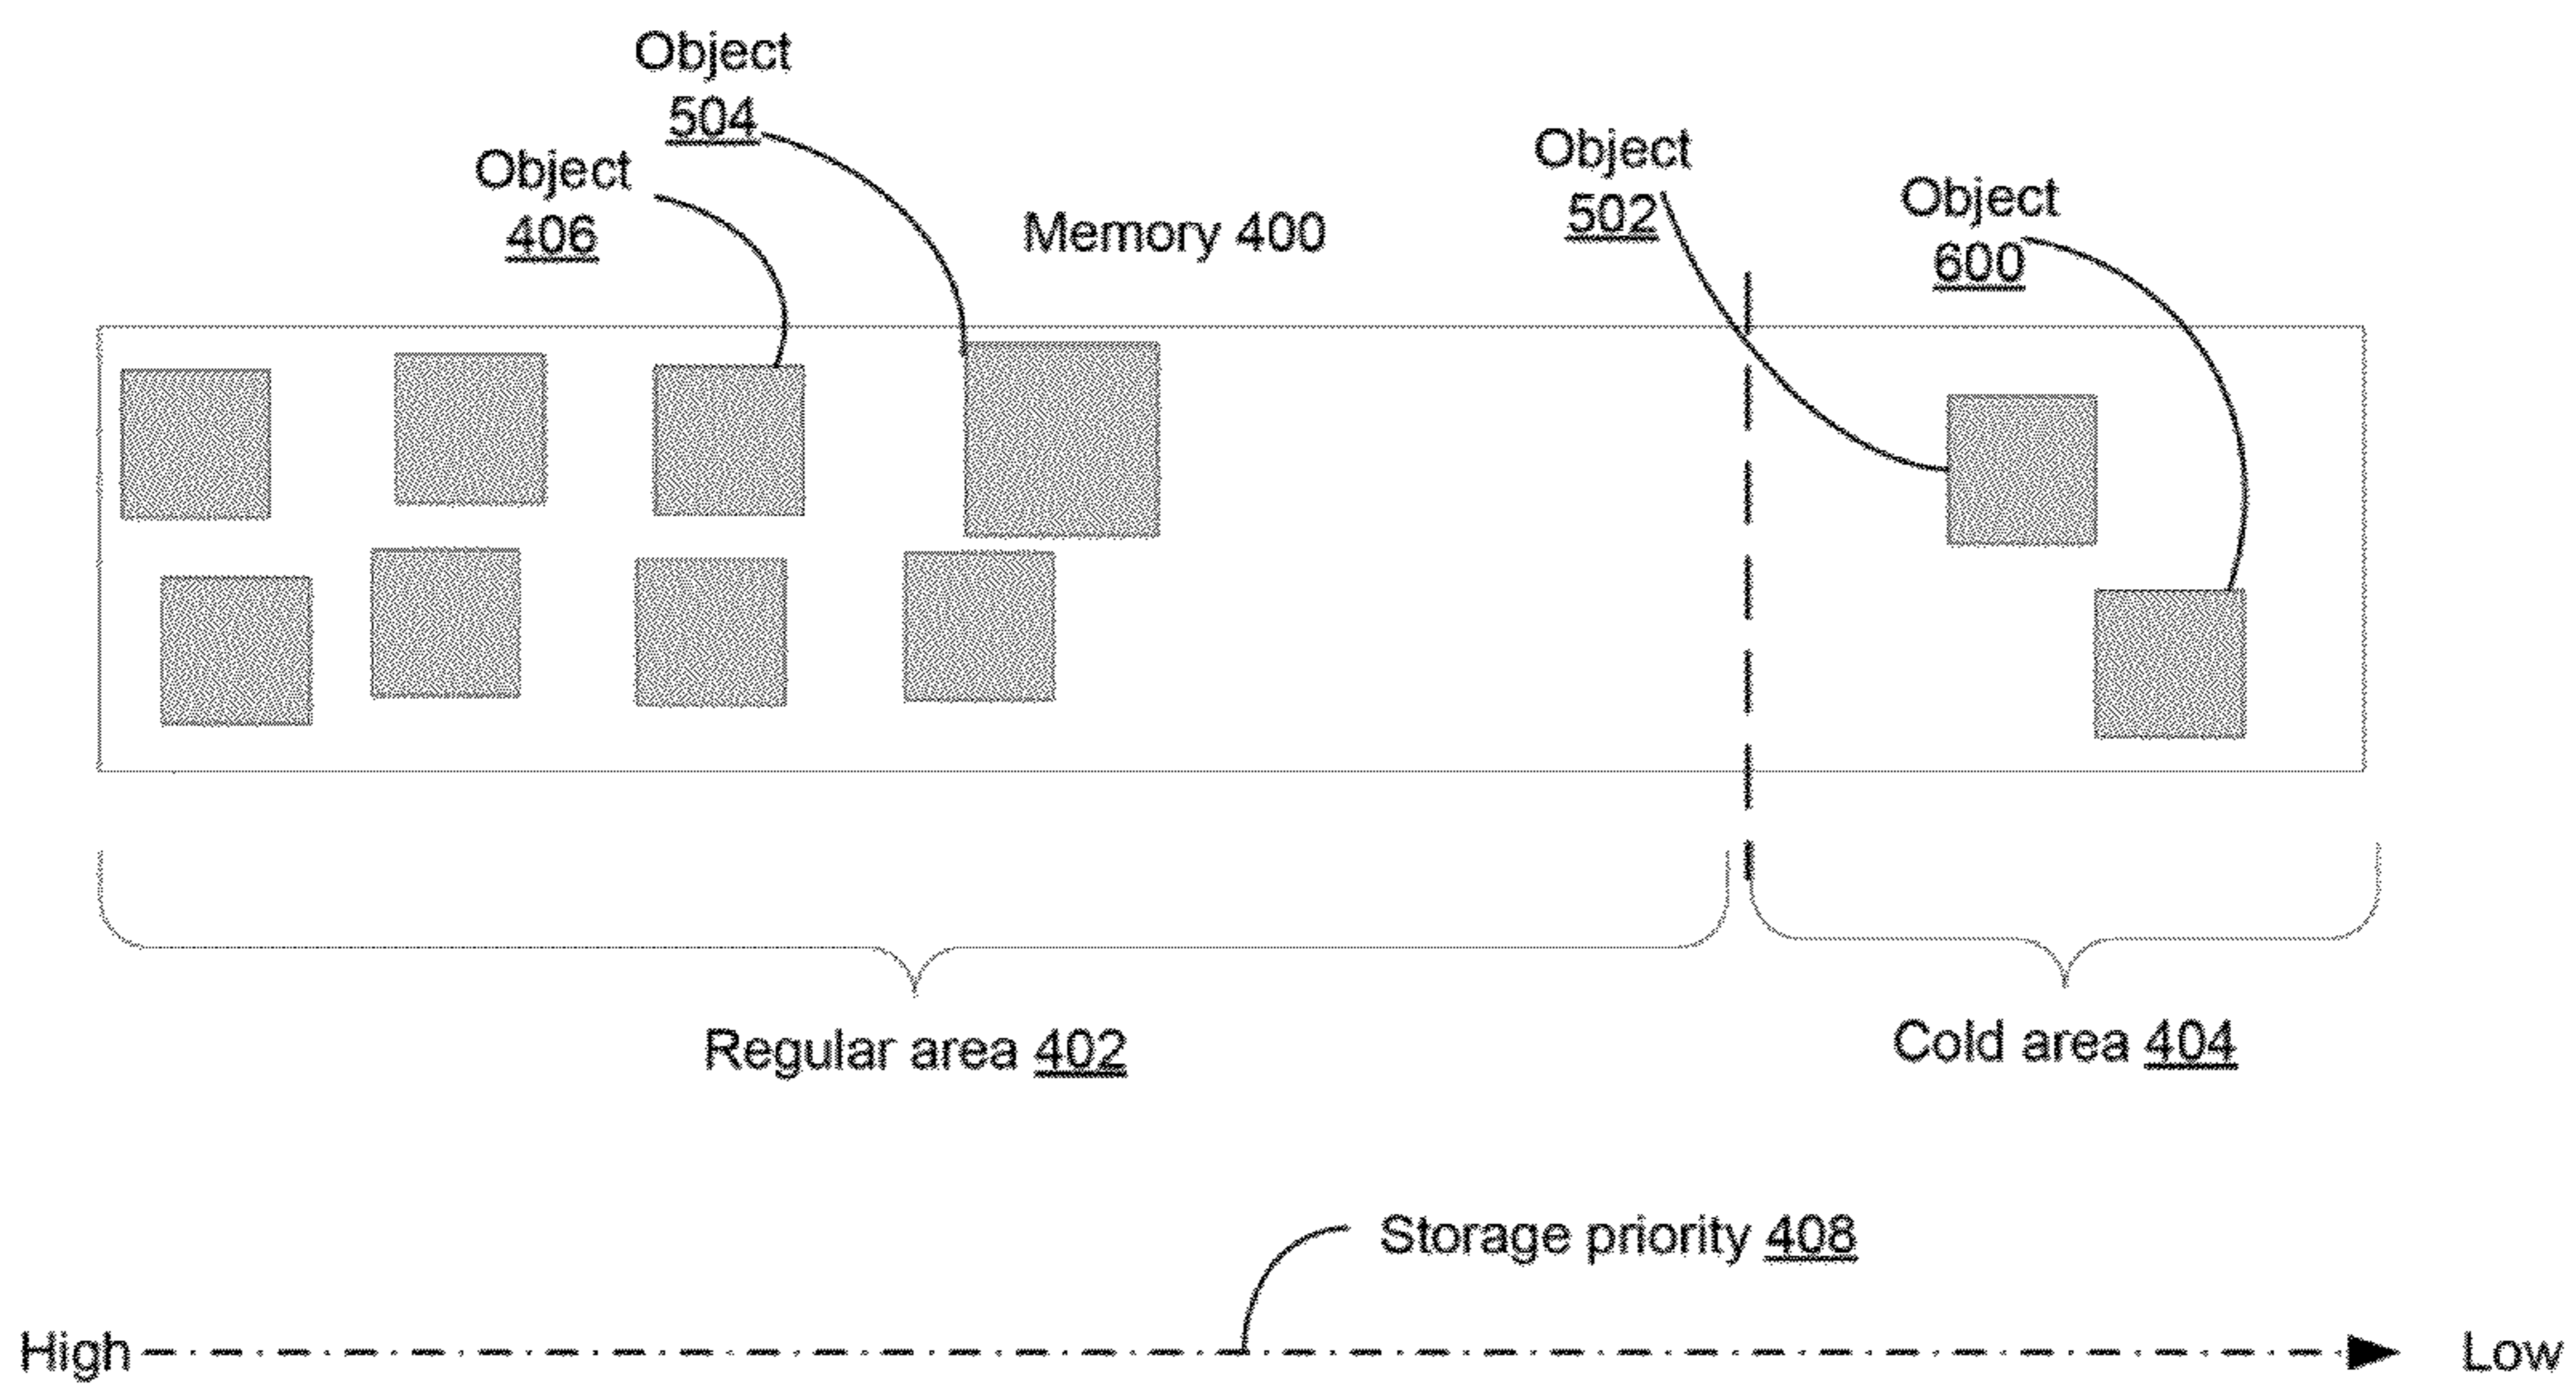 Object
504
Object
406
Memory 400
Object
502
Object
600
Regular area 402
Cold area 404
Storage priority 408
High
Low